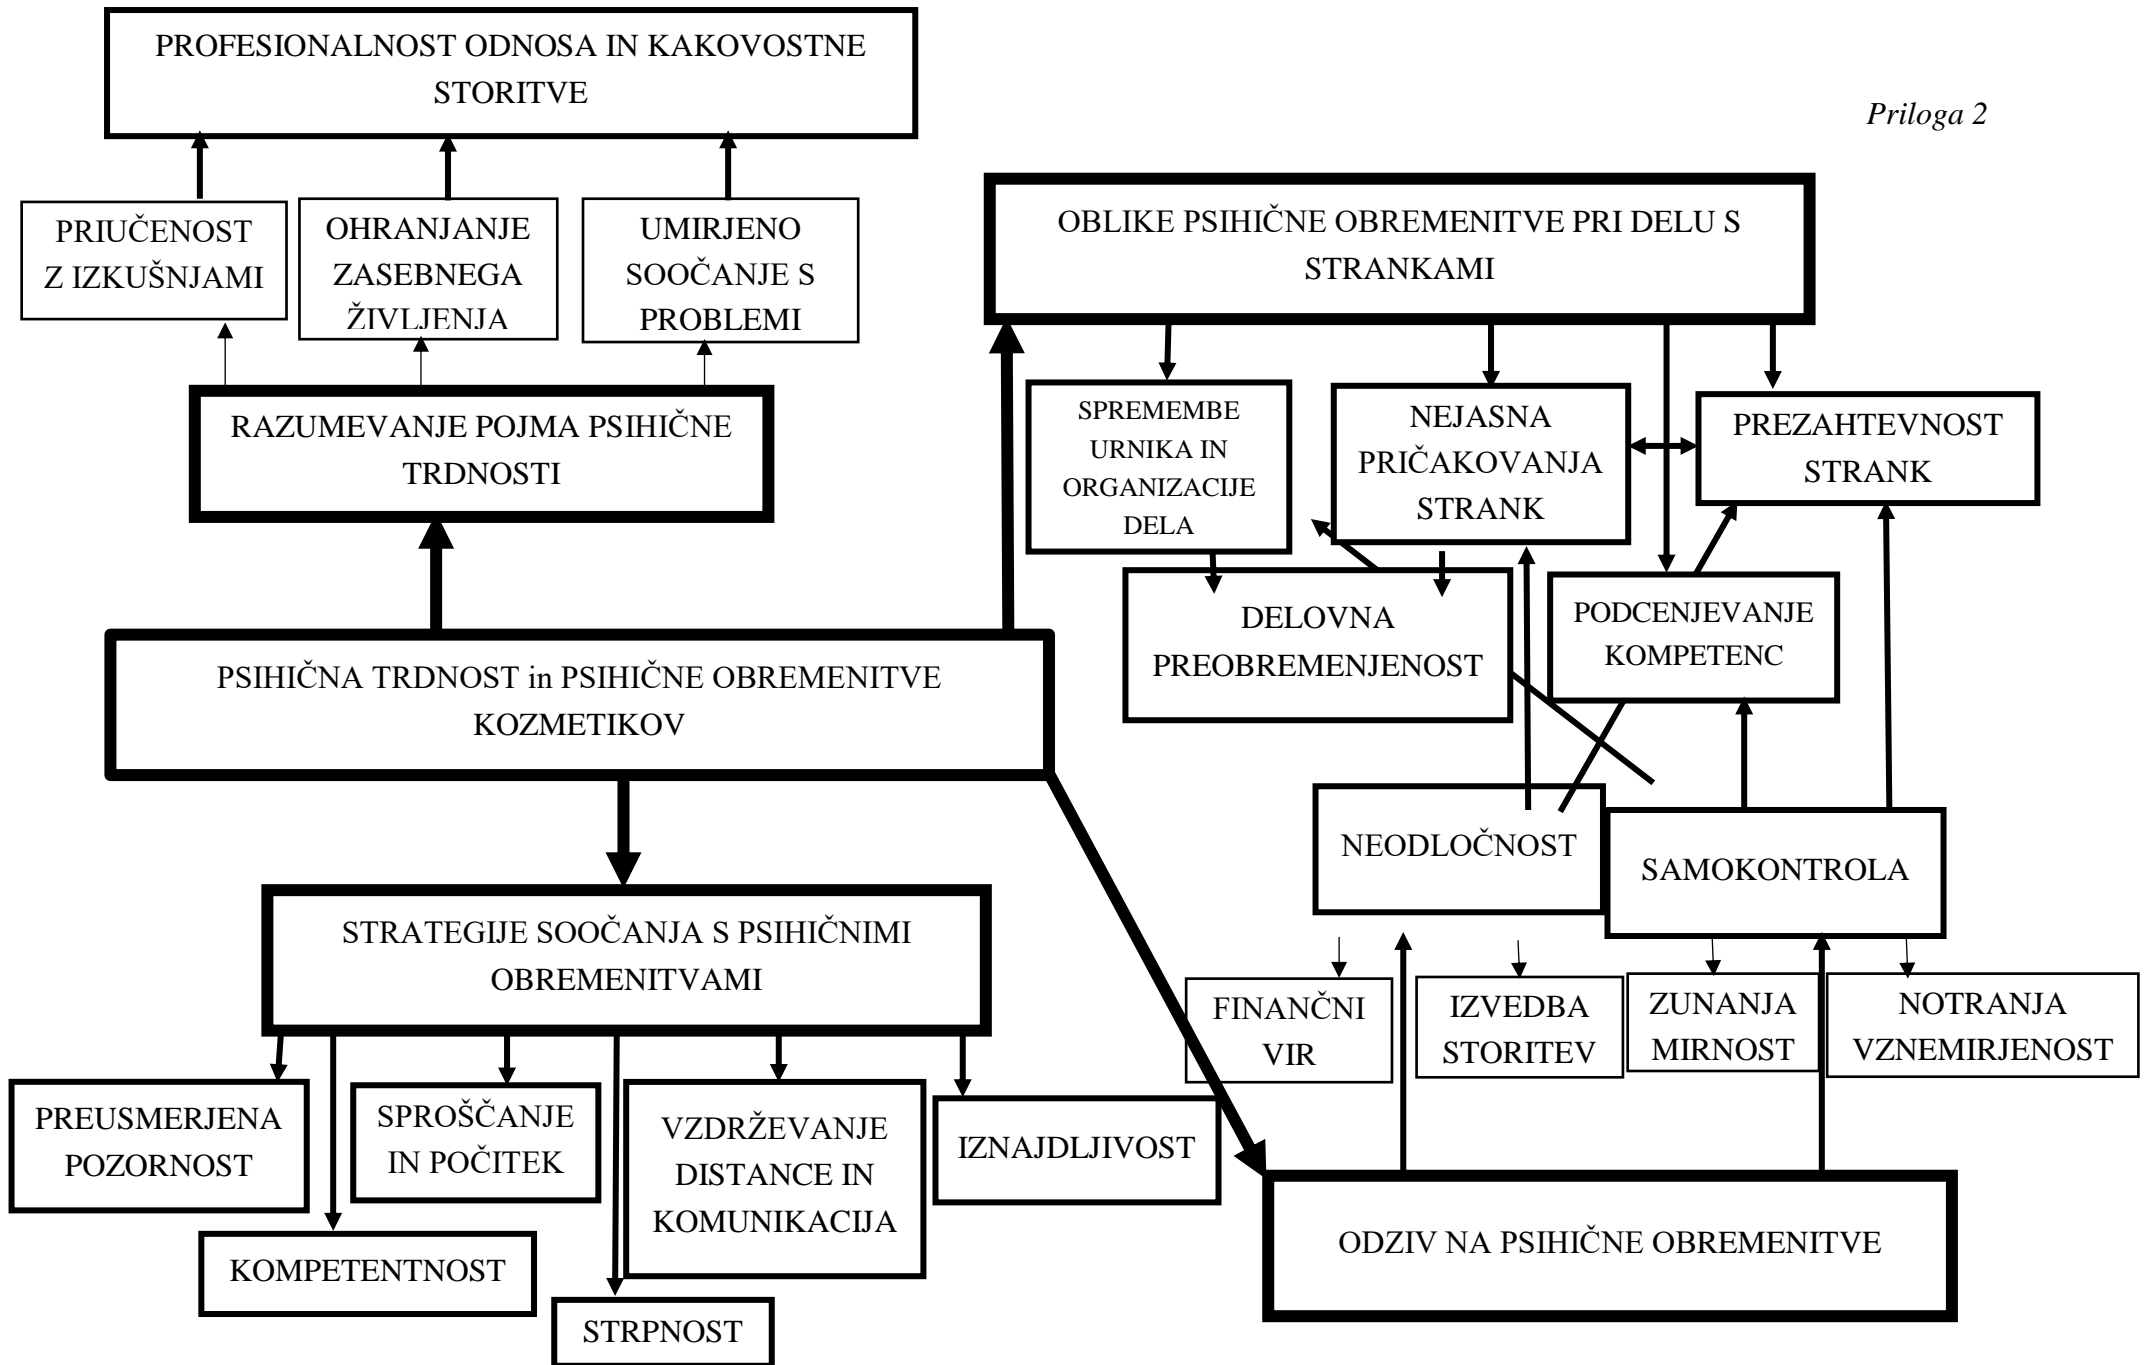 PROFESIONALNOST ODNOSA IN KAKOVOSTNE
STORITVE
Priloga 2
PRIUČENOST
Z IZKUŠNJAMI
OHRANJANJE
ZASEBNEGA
ŽIVLJENJA
UMIRJENO
SOOČANJE S
PROBLEMI
OBLIKE PSIHIČNE OBREMENITVE PRI DELU S
STRANKAMI
RAZUMEVANJE POJMA PSIHIČNE
TRDNOSTI
SPREMEMBE
URNIKA IN
ORGANIZACIJE
DELA
NEJASNA
PRIČAKOVANJA
STRANK
PREZAHTEVNOST
STRANK
DELOVNA
PREOBREMENJENOST
PODCENJEVANJE
KOMPETENC
PSIHIČNA TRDNOST in PSIHIČNE OBREMENITVE
KOZMETIKOV
NEODLOČNOST
SAMOKONTROLA
STRATEGIJE SOOČANJA S PSIHIČNIMI
OBREMENITVAMI
FINANČNI
VIR
IZVEDBA
STORITEV
ZUNANJA
MIRNOST
NOTRANJA
VZNEMIRJENOST
PREUSMERJENA
POZORNOST
SPROŠČANJE
IN POČITEK
VZDRŽEVANJE
DISTANCE IN
KOMUNIKACIJA
IZNAJDLJIVOST
KOMPETENTNOST
STRPNOST
ODZIV NA PSIHIČNE OBREMENITVE